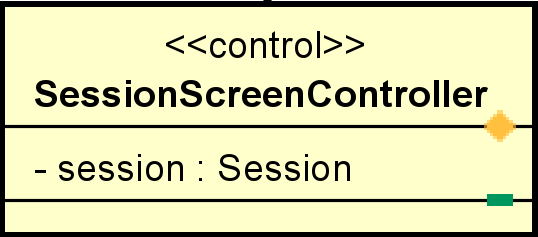 <<control>>
SessionScreenController
- session : Session